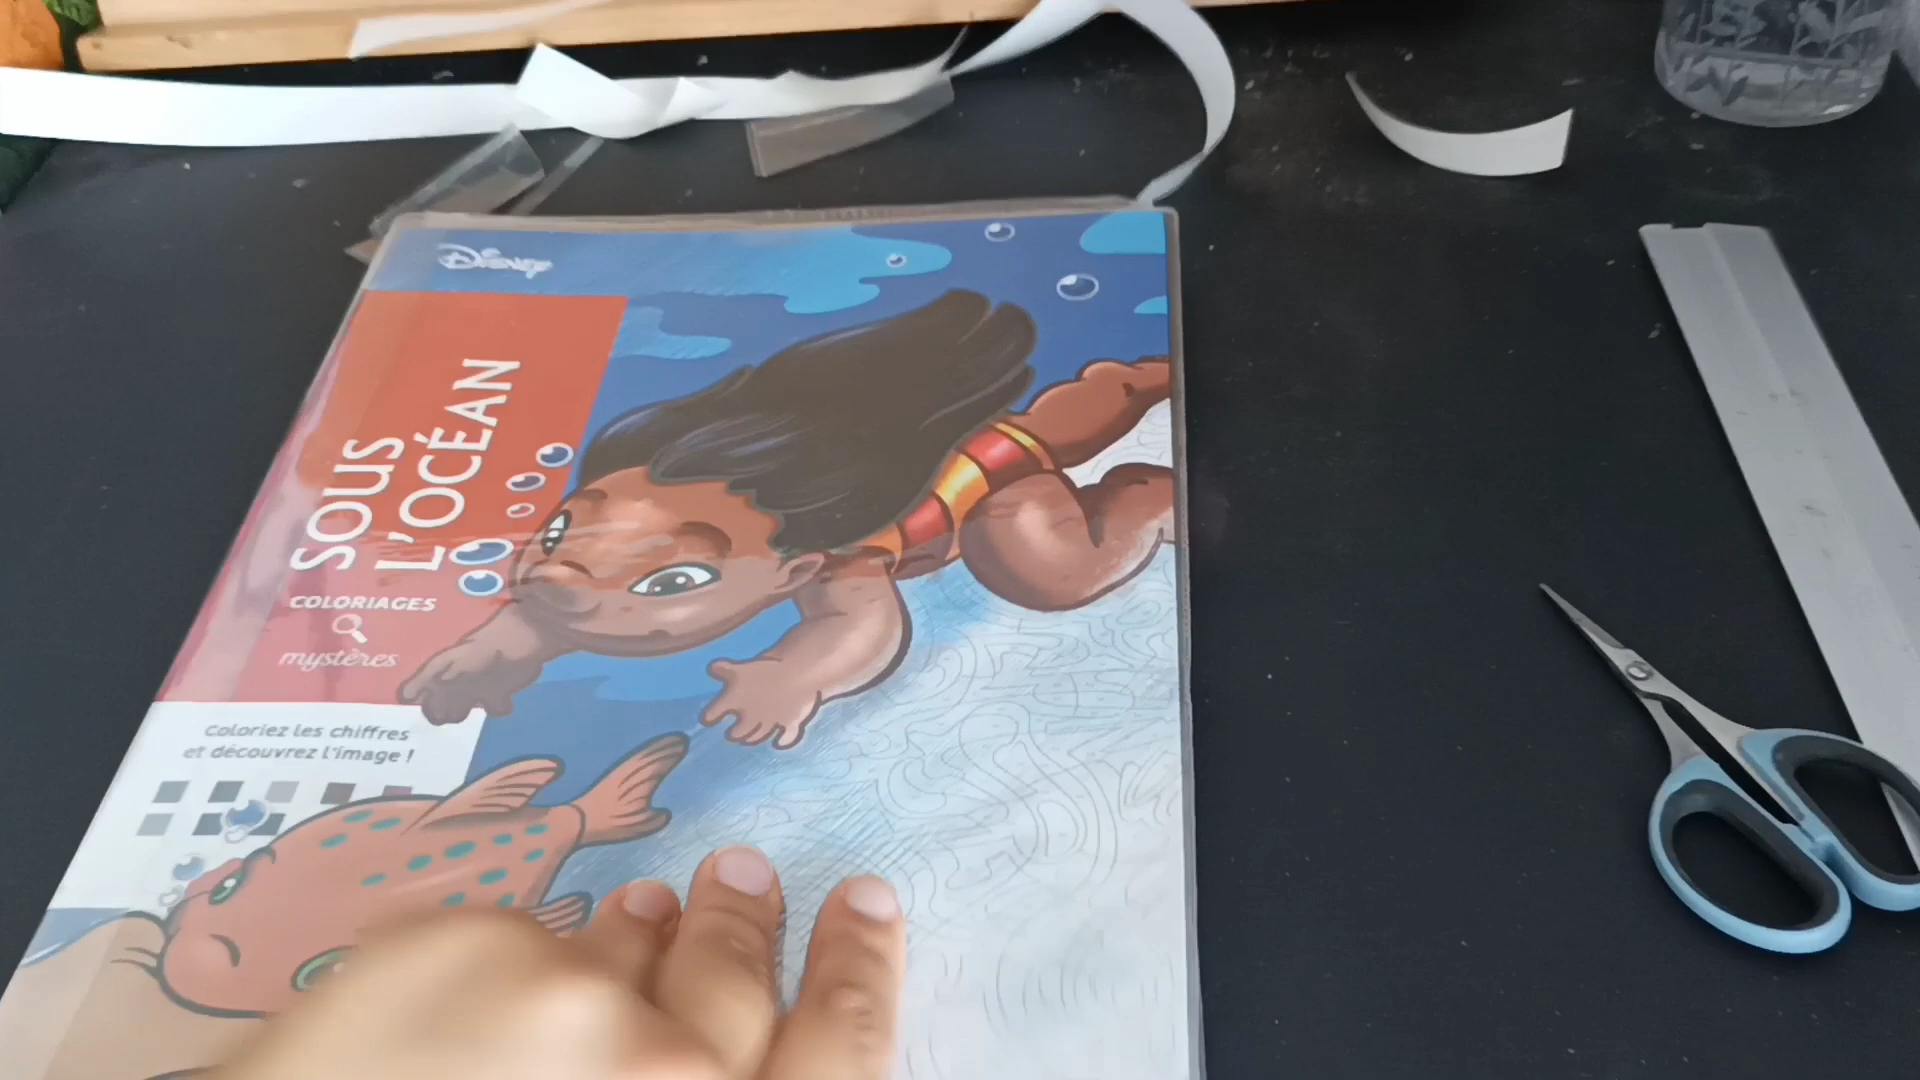 Disney
SOUS
L'OCÉAN
COLORIAGES
mystères
Coloriez les chiffres
et découvrez l'image !